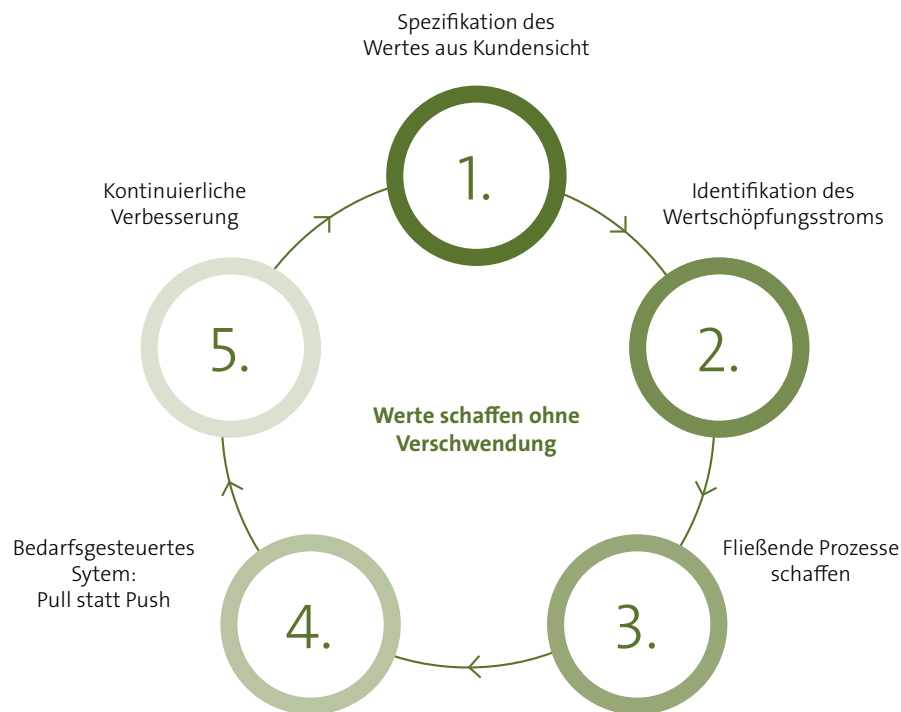 Spezifikation des
Wertes aus Kundensicht
1.
Identifikation des
Wertschöpfungsstroms
2.
Fließende Prozesse
schaffen
3.
Bedarfsgesteuertes
Sytem:
Pull statt Push
4.
Kontinuierliche
Verbesserung
5.
Werte schaffen ohne
Verschwendung